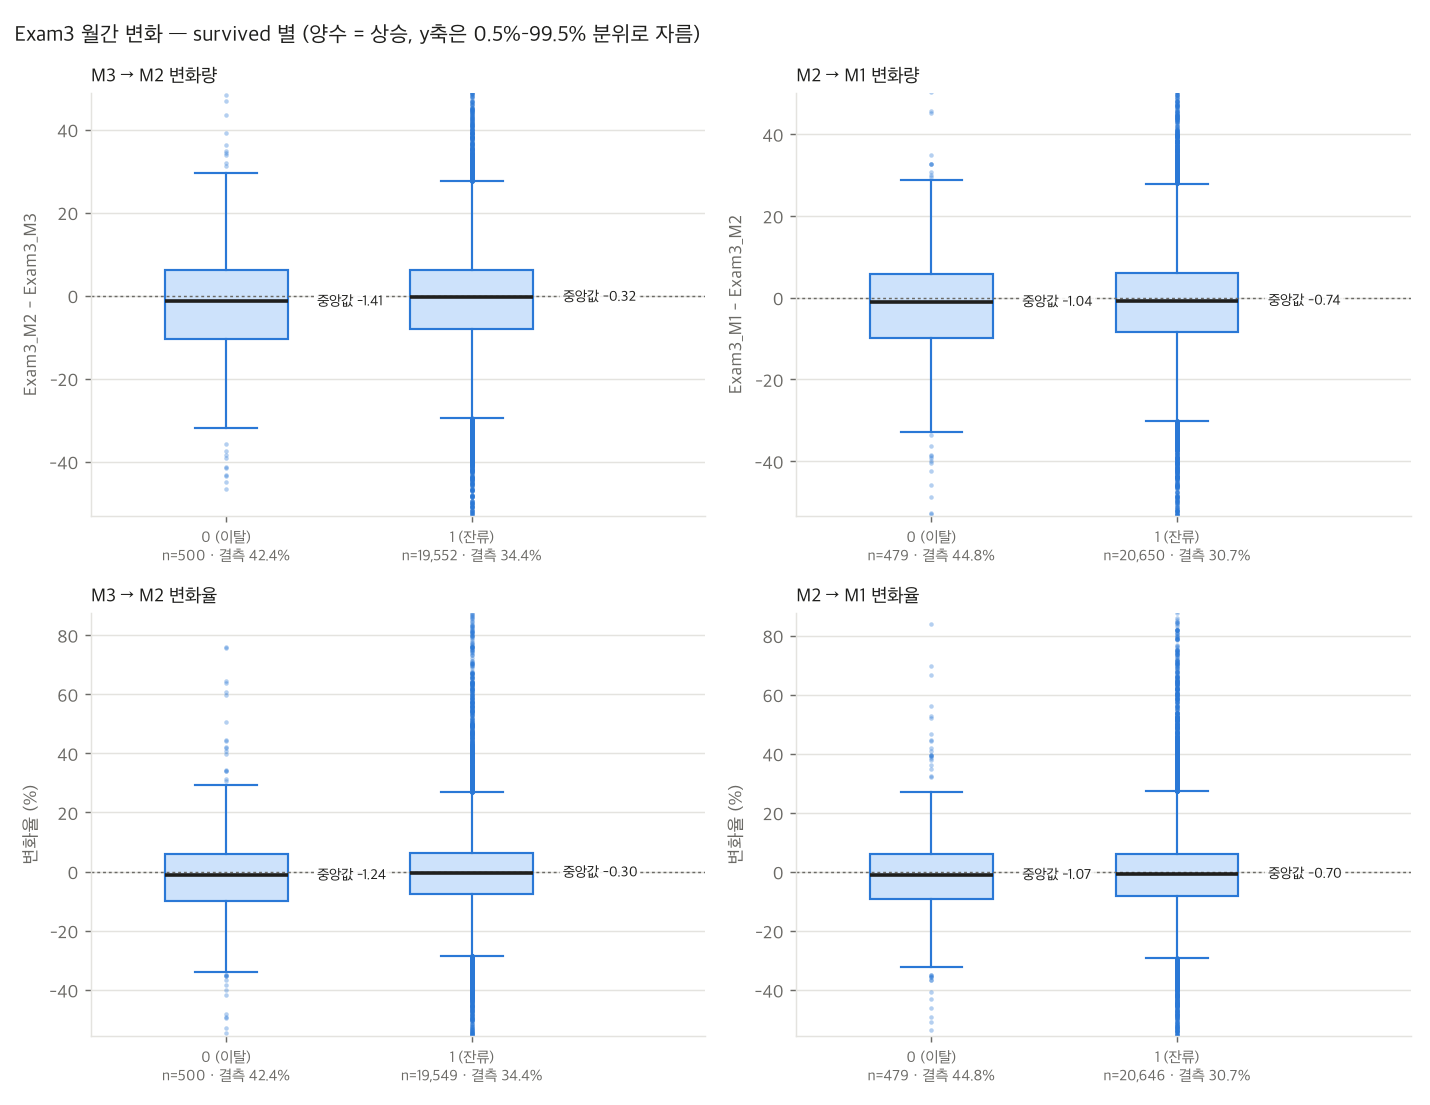 Exam3 월간 변화 — survived 별 (양수 = 상승, y축은 0.5%-99.5% 분위로 자름)
M3 → M2 변화량
Exam3_M2 - Exam3_M3
40
20
0
-20
-40
중앙값 -1.41
중앙값 -0.32
0 (이탈)
n=500 · 결측 42.4%
1 (잔류)
n=19,552 · 결측 34.4%
M2 → M1 변화량
Exam3_M1 - Exam3_M2
40
20
0
-20
-40
중앙값 -1.04
중앙값 -0.74
0 (이탈)
n=479 · 결측 44.8%
1 (잔류)
n=20,650 · 결측 30.7%
M3 → M2 변화율
변화율 (%)
80
60
40
20
0
-20
-40
중앙값 -1.24
중앙값 -0.30
0 (이탈)
n=500 · 결측 42.4%
1 (잔류)
n=19,549 · 결측 34.4%
M2 → M1 변화율
변화율 (%)
80
60
40
20
0
-20
-40
중앙값 -1.07
중앙값 -0.70
0 (이탈)
n=479 · 결측 44.8%
1 (잔류)
n=20,646 · 결측 30.7%